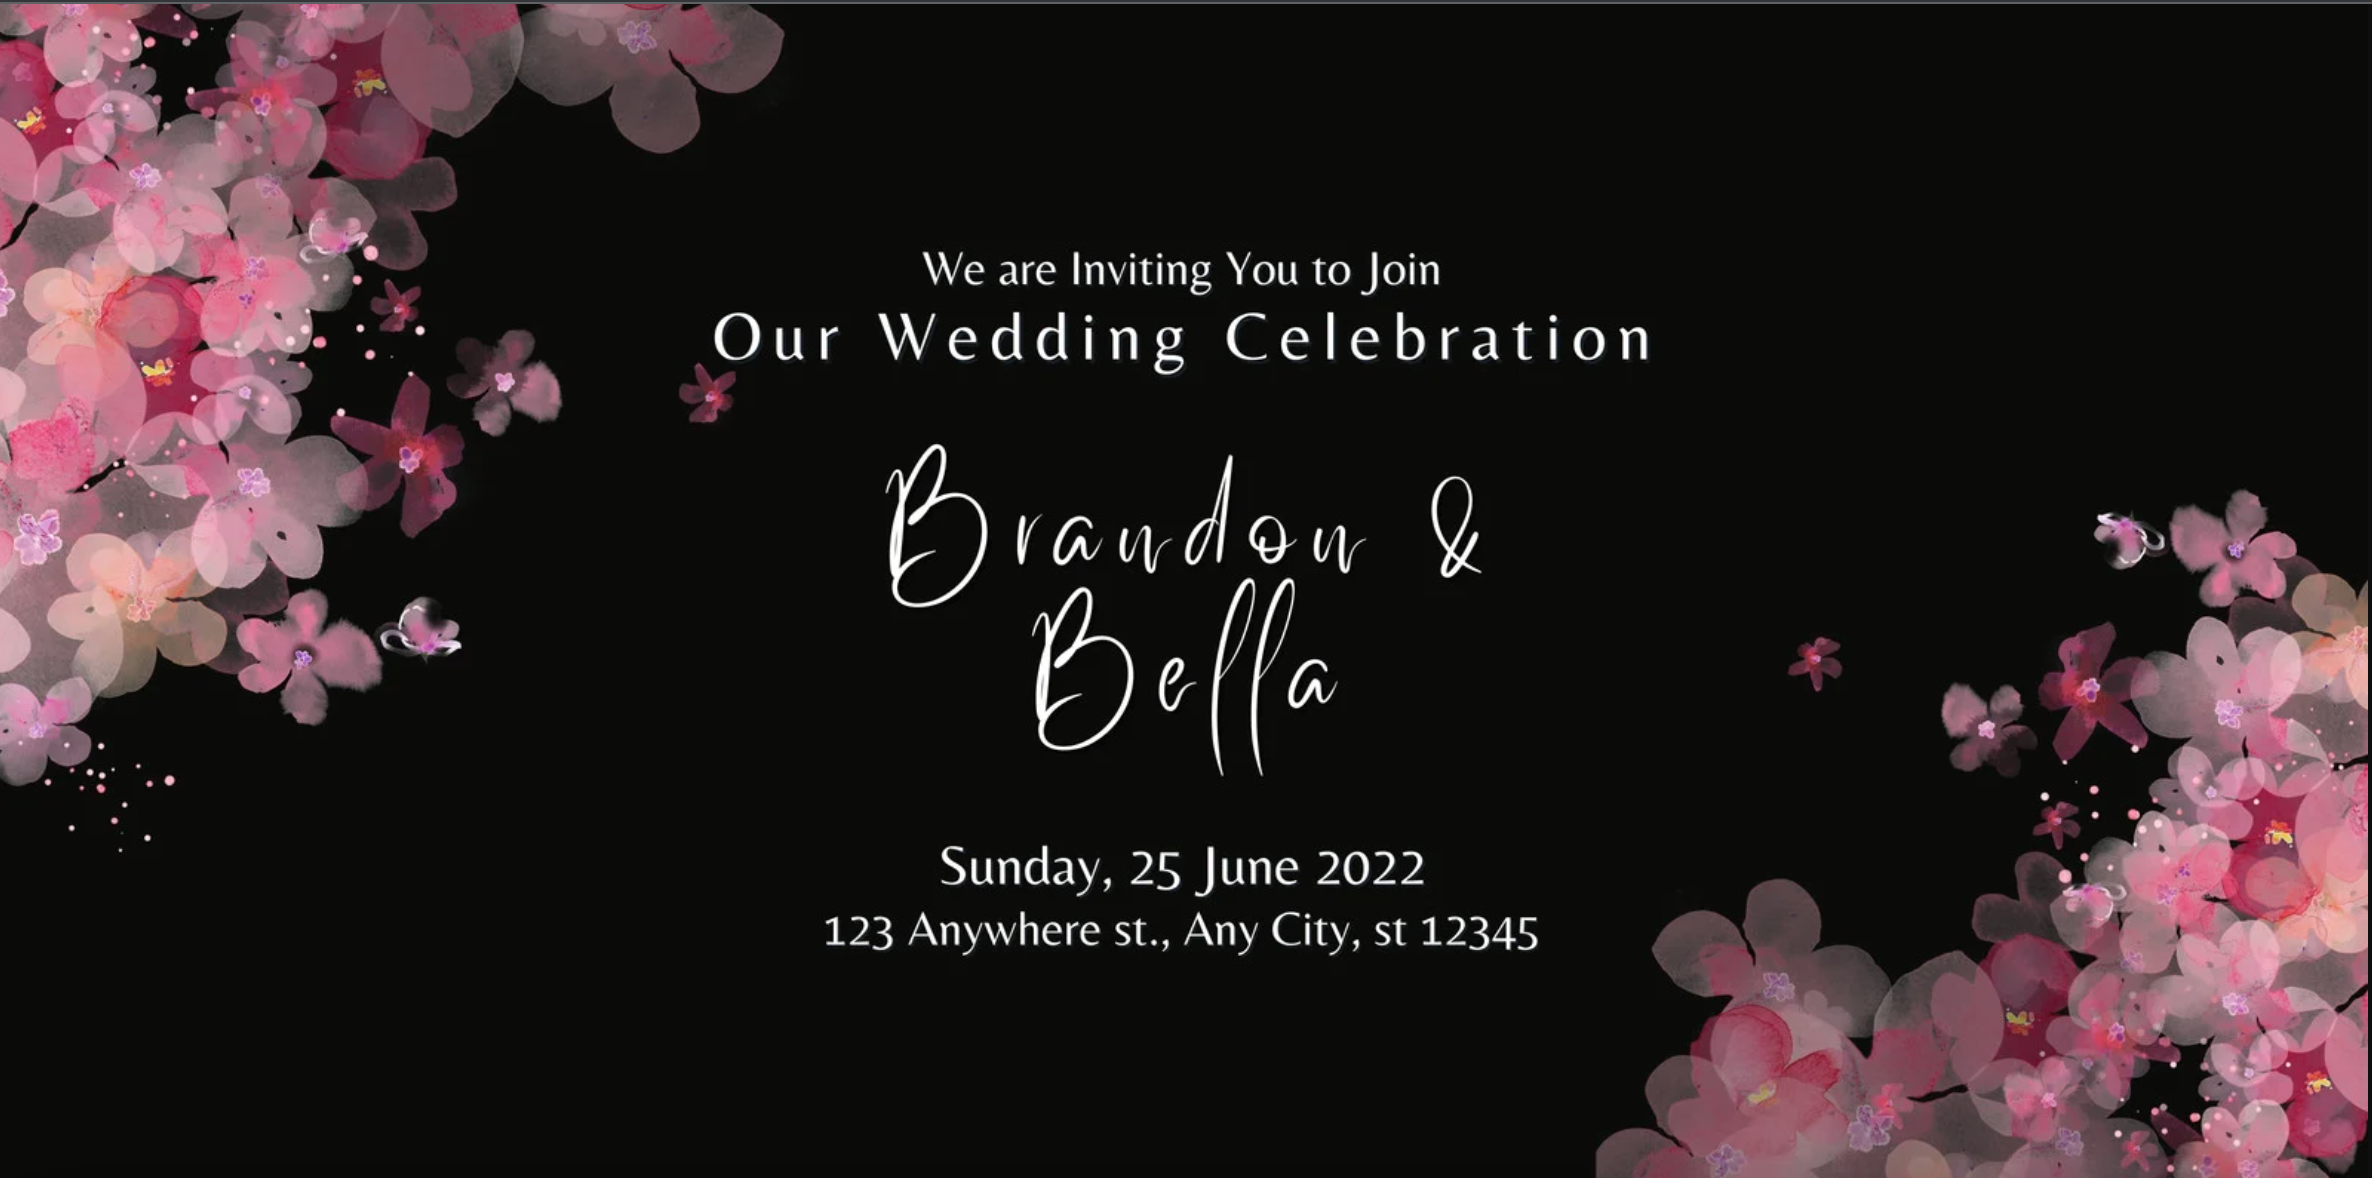 We are Inviting You to Join
Our Wedding Celebration
Brandon &
Bella
Sunday, 25 June 2022
123 Anywhere st., Any City, st 12345